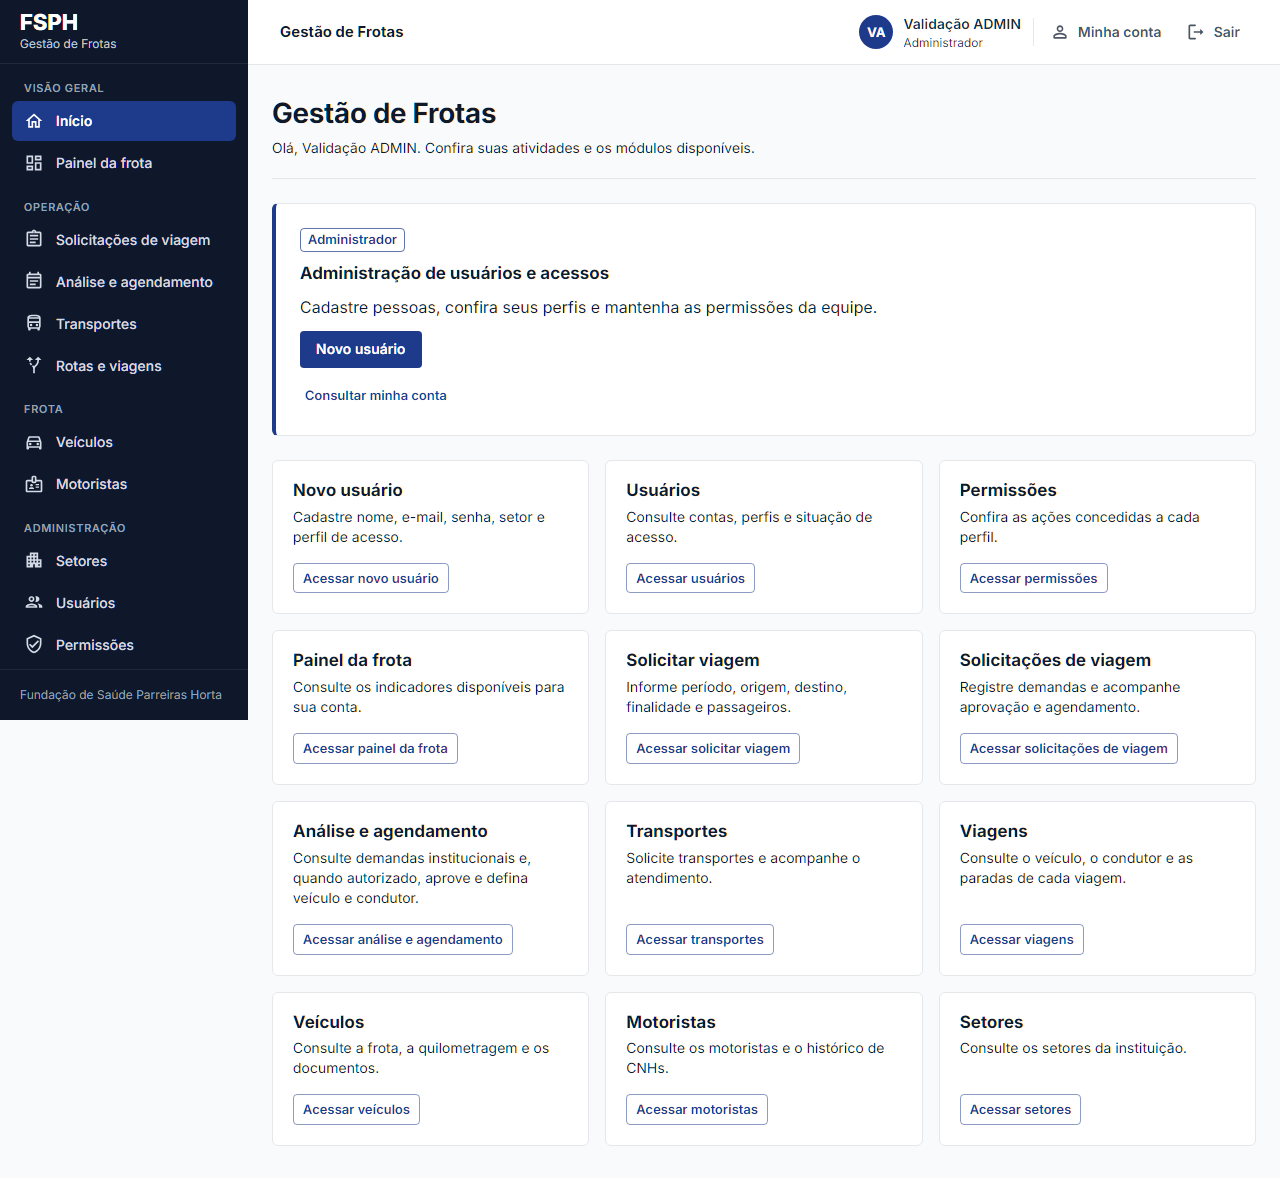 FSPH
Gestão de Frotas
VISÃO GERAL
Início
Painel da frota
OPERAÇÃO
Solicitações de viagem
Análise e agendamento
Transportes
Rotas e viagens
FROTA
Veículos
Motoristas
ADMINISTRAÇÃO
Setores
Usuários
Permissões
Fundação de Saúde Parreiras Horta
Gestão de Frotas
VA
Validação ADMIN
Administrador
Minha conta
Sair
Gestão de Frotas
Olá, Validação ADMIN. Confira suas atividades e os módulos disponíveis.
Administrador
Administração de usuários e acessos
Cadastre pessoas, confira seus perfis e mantenha as permissões da equipe.
Novo usuário
Consultar minha conta
Novo usuário
Cadastre nome, e-mail, senha, setor e
perfil de acesso.
Acessar novo usuário
Usuários
Consulte contas, perfis e situação de
acesso.
Acessar usuários
Permissões
Confira as ações concedidas a cada
perfil.
Acessar permissões
Painel da frota
Consulte os indicadores disponíveis para
sua conta.
Acessar painel da frota
Solicitar viagem
Informe período, origem, destino,
finalidade e passageiros.
Acessar solicitar viagem
Solicitações de viagem
Registre demandas e acompanhe
aprovação e agendamento.
Acessar solicitações de viagem
Análise e agendamento
Consulte demandas institucionais e,
quando autorizado, aprove e defina
veículo e condutor.
Acessar análise e agendamento
Transportes
Solicite transportes e acompanhe o
atendimento.
Acessar transportes
Viagens
Consulte o veículo, o condutor e as
paradas de cada viagem.
Acessar viagens
Veículos
Consulte a frota, a quilometragem e os
documentos.
Acessar veículos
Motoristas
Consulte os motoristas e o histórico de
CNHs.
Acessar motoristas
Setores
Consulte os setores da instituição.
Acessar setores